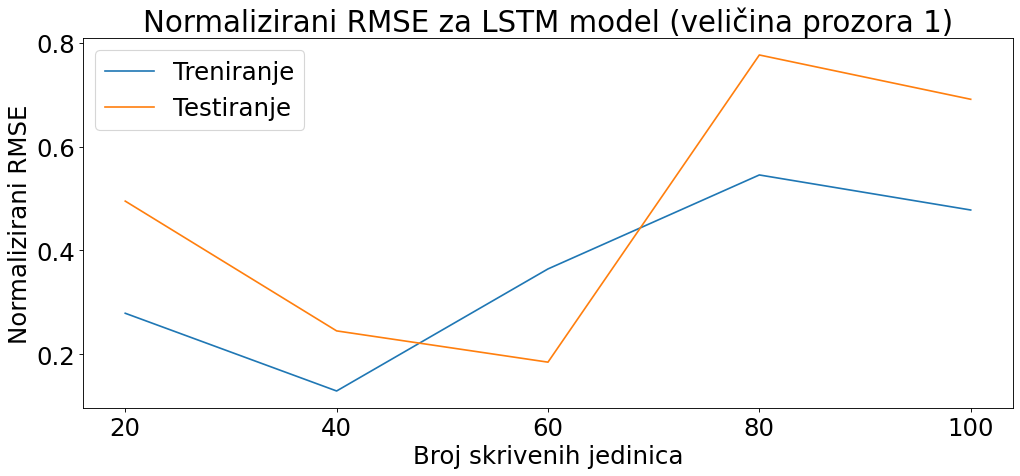 Normalizirani RMSE za LSTM model (veličina prozora 1)
Treniranje
Testiranje
Normalizirani RMSE
0.8
0.6
0.4
0.2
20 40 60 80 100
Broj skrivenih jedinica